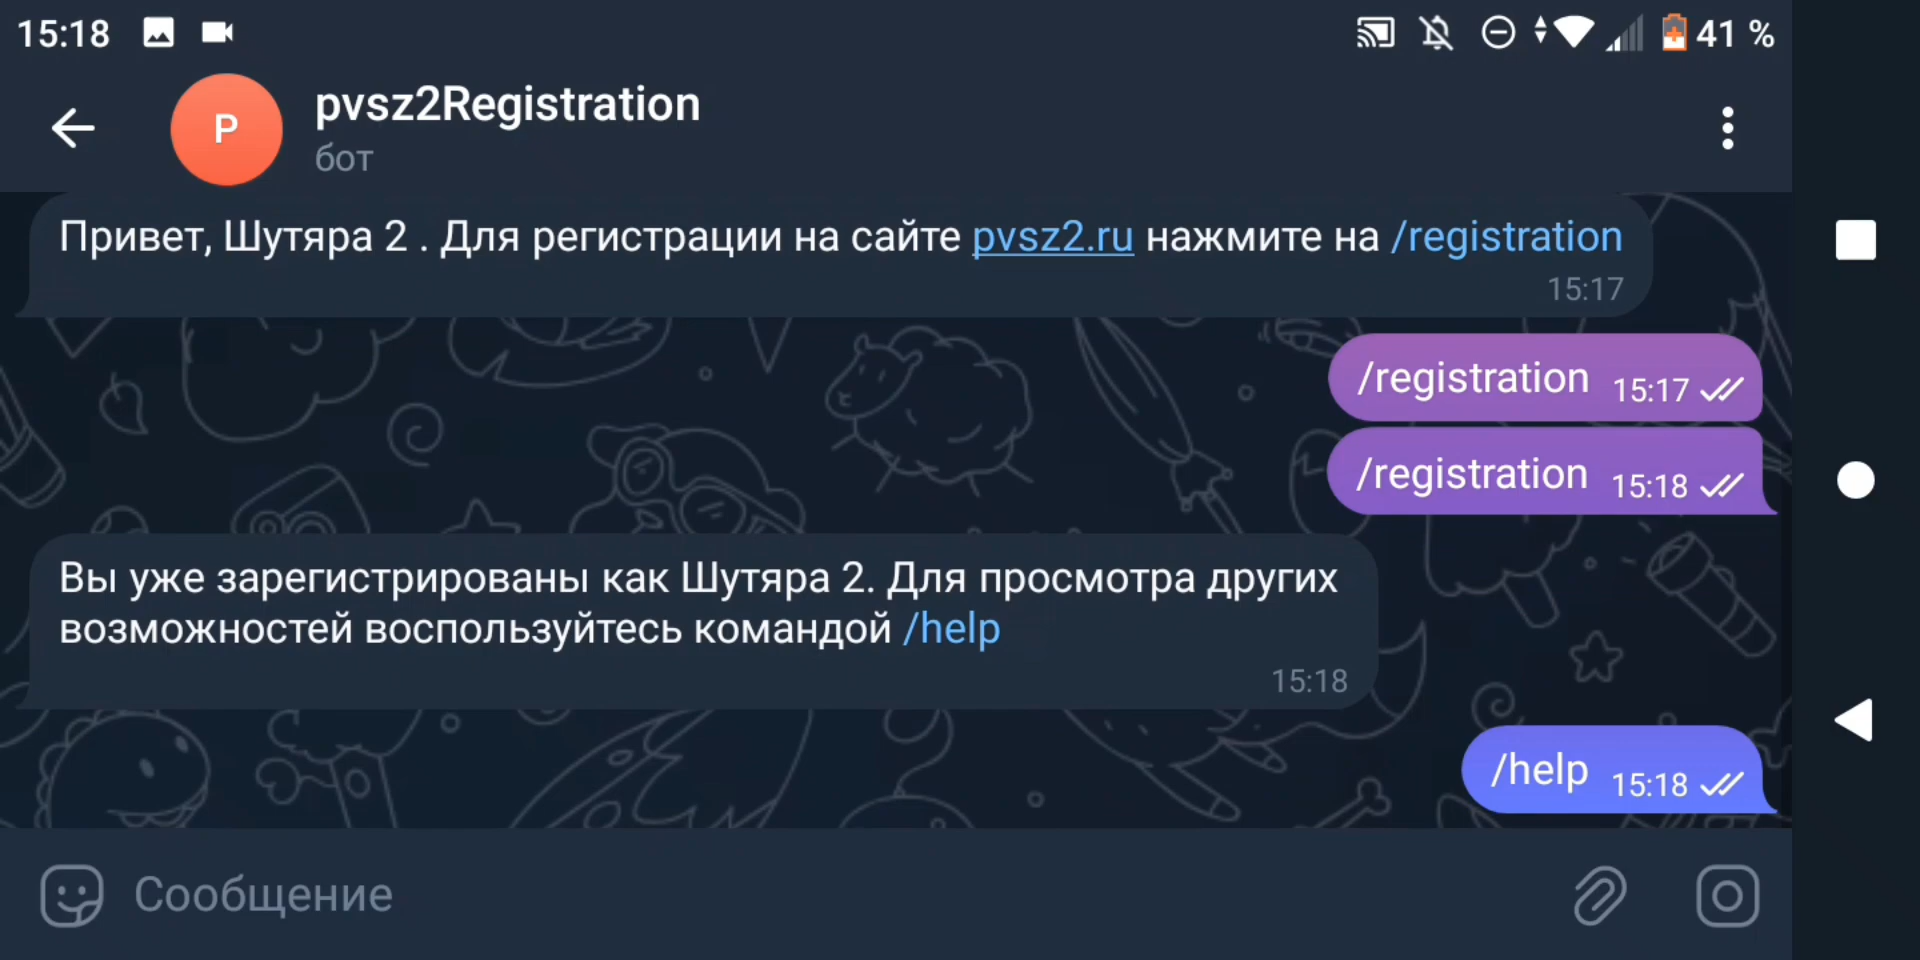 15:18
41 %
P
pvsz2Registration
бот
Привет, Шутяра 2 . Для регистрации на сайте pvsz2.ru нажмите на /registration
15:17
/registration 15:17
/registration 15:18
Вы уже зарегистрированы как Шутяра 2. Для просмотра других
возможностей воспользуйтесь командой /help
15:18
/help 15:18
Сообщение